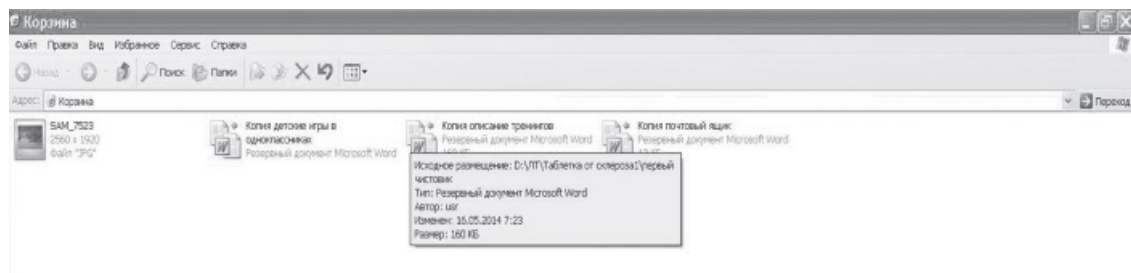 Корзина
Файл Правка Вид Избранное Сервис Справка
Назад Поиск Папки
Адрес: Корзина Переход
SAM_7523
2560 x 1920
Файл "JPG"
Копия детские игры в
одноклассниках
Резервный документ Microsoft Word
Копия описание тренингов
Резервный документ Microsoft Word
160 КБ
Копия почтовый ящик
Резервный документ Microsoft Word
Исходное размещение: D:\ЛТ\Таблетка от склероза1\первый
чистовик
Тип: Резервный документ Microsoft Word
Автор: usr
Изменен: 16.05.2014 7:23
Размер: 160 КБ